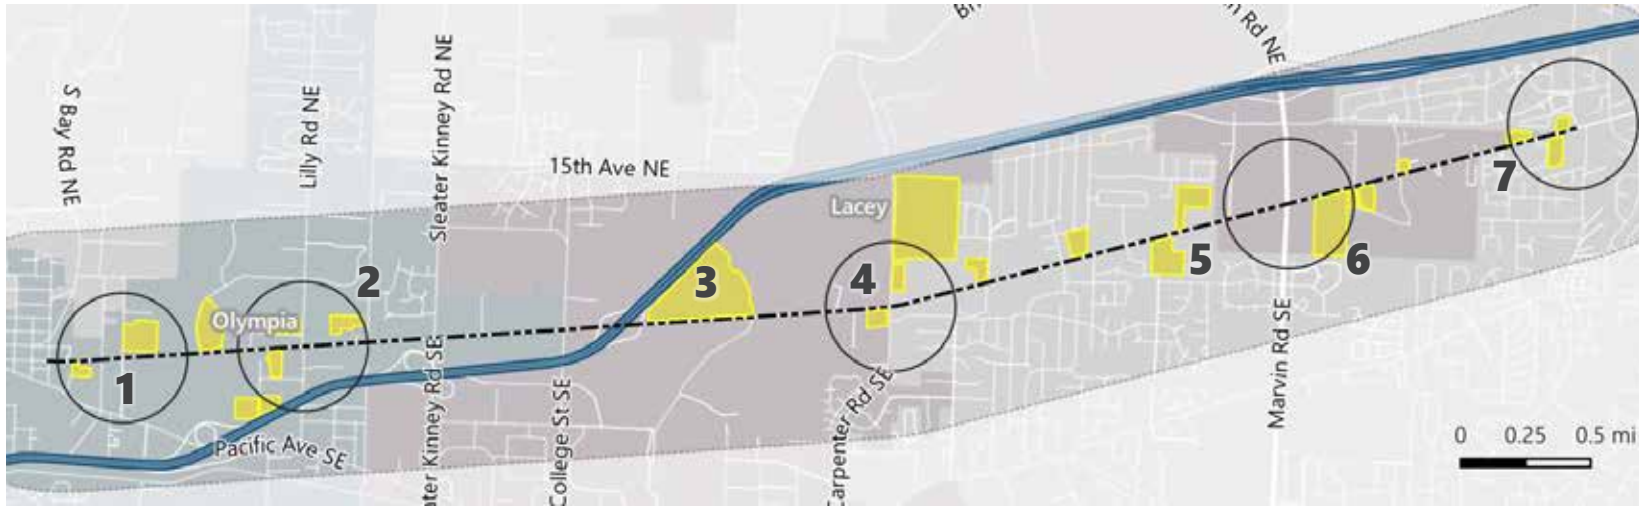 Br
n Rd NE
S Bay Rd NE
Lilly Rd NE
Sleater Kinney Rd NE
15th Ave NE
Lacey
Olympia
1
2
3
4
5
6
7
Pacific Ave SE
ater Kinney Rd SE
College St SE
Carpenter Rd SE
Marvin Rd SE
0 0.25 0.5 mi